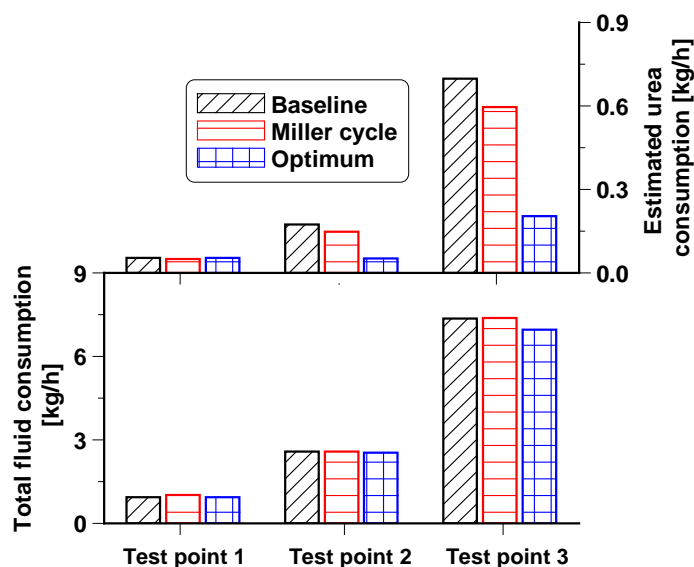 0.9
0.6
0.3
0.0
Estimated urea
consumption [kg/h]
Baseline
Miller cycle
Optimum
9
6
3
0
Total fluid consumption
[kg/h]
Test point 1
Test point 2
Test point 3